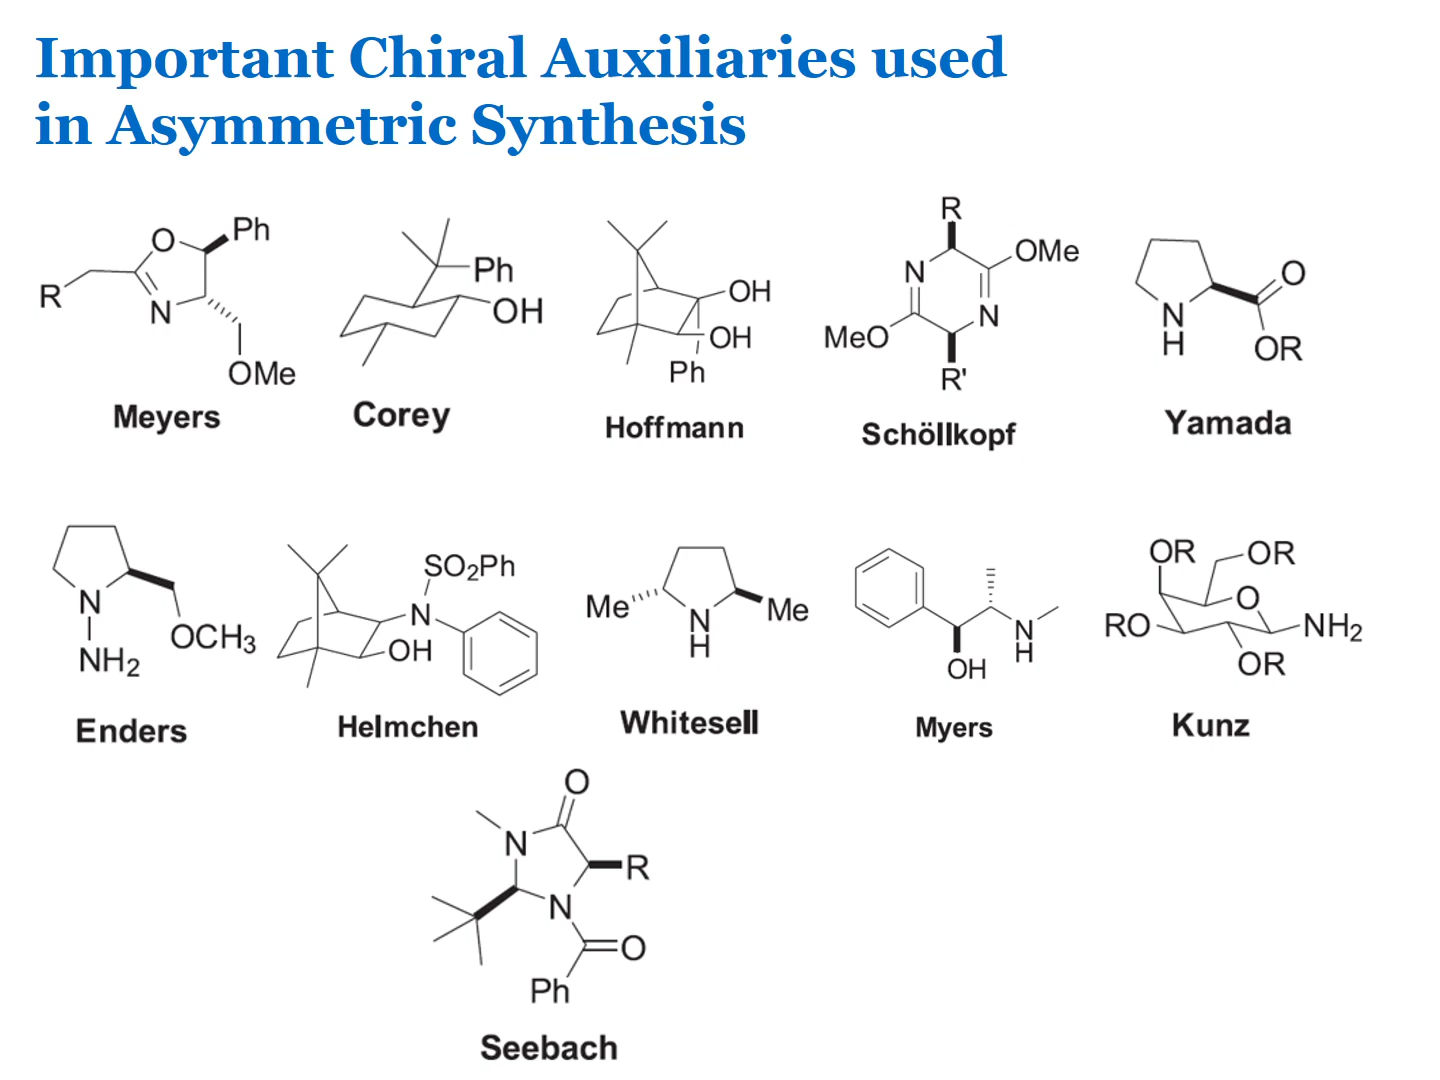 Important Chiral Auxiliaries used
in Asymmetric Synthesis
O
Ph
R
N
OMe
Meyers
Ph
OH
Corey
OH
OH
Ph
Hoffmann
R
OMe
N
N
MeO
R'
Schöllkopf
O
N
H
OR
Yamada
N
NH2
OCH3
Enders
SO2Ph
N
OH
Helmchen
Me
N
H
Me
Whitesell
OH
N
H
Myers
OR
OR
O
RO
NH2
OR
Kunz
O
N
R
N
O
Ph
Seebach